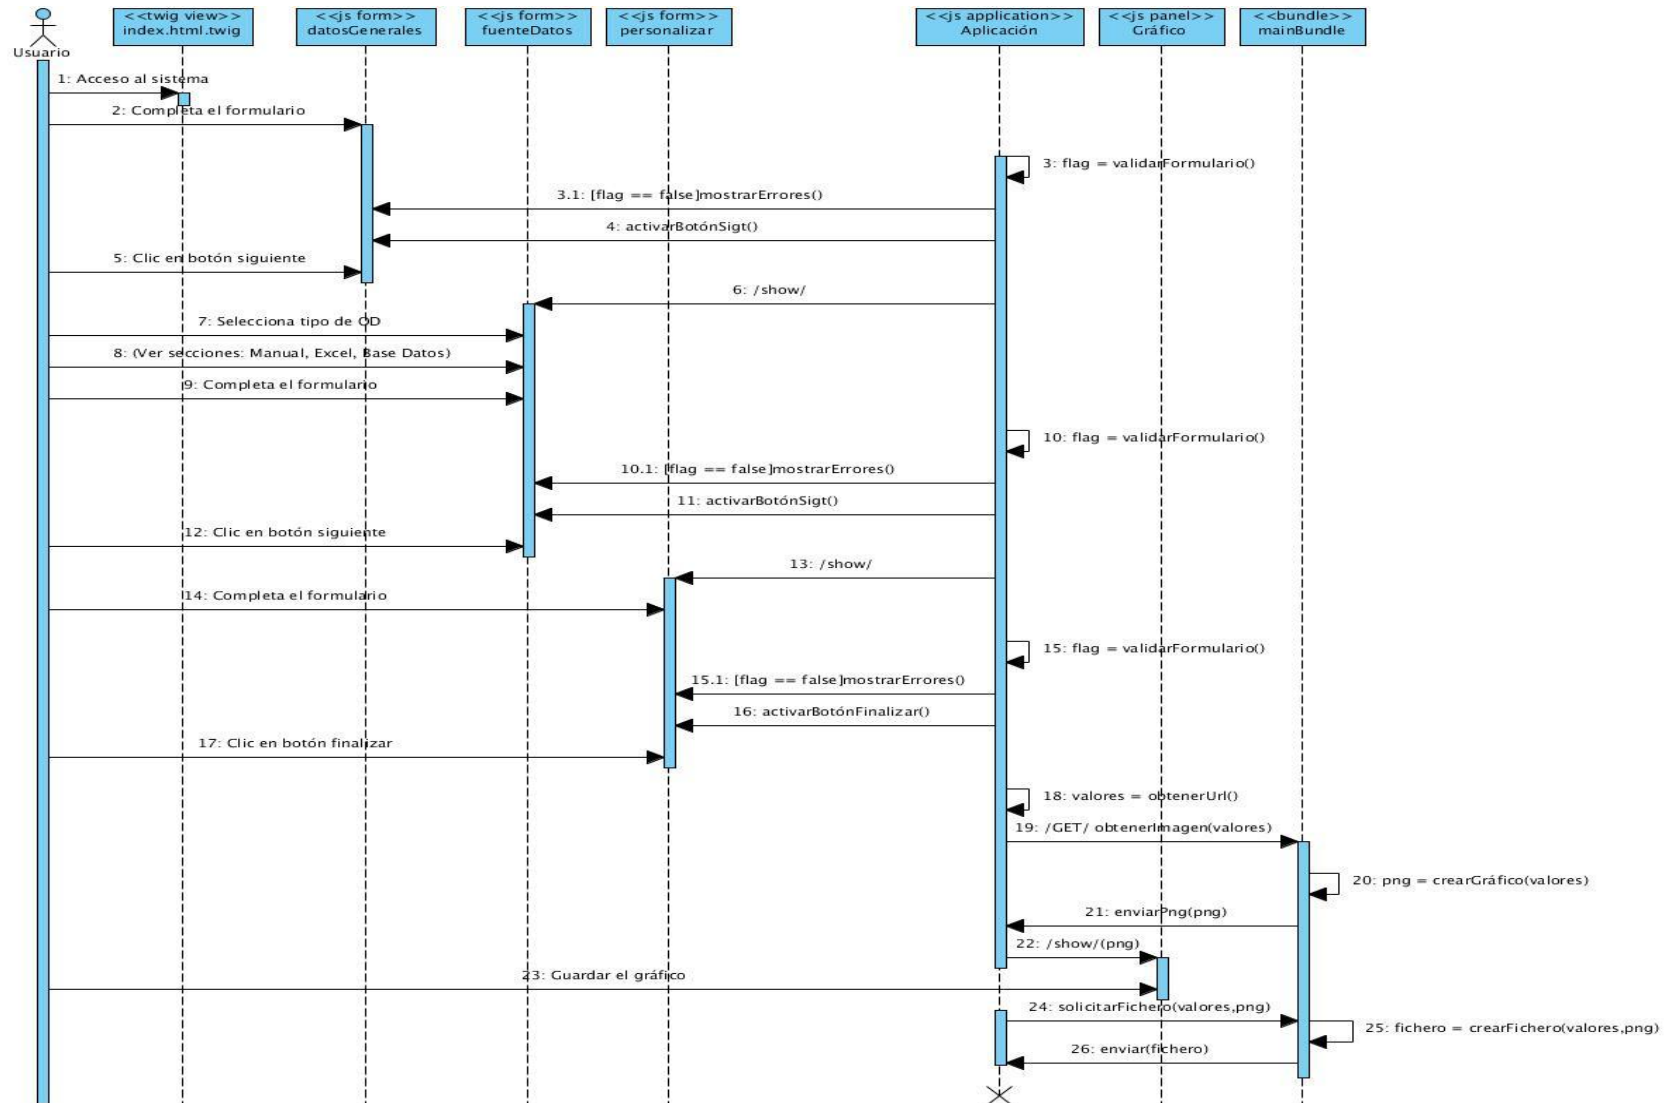 <<twig view>>
index.html.twig
<<js form>>
datosGenerales
<<js form>>
fuenteDatos
<<js form>>
personalizar
<<js application>>
Aplicación
<<js panel>>
Gráfico
<<bundle>>
mainBundle
Usuario
1: Acceso al sistema
2: Completa el formulario
3: flag = validarFormulario()
3.1: [flag == false]mostrarErrores()
4: activarBotónSigt()
5: Clic en botón siguiente
6: /show/
7: Selecciona tipo de OD
8: (Ver secciones: Manual, Excel, Base Datos)
9: Completa el formulario
10: flag = validarFormulario()
10.1: [flag == false]mostrarErrores()
11: activarBotónSigt()
12: Clic en botón siguiente
13: /show/
14: Completa el formulario
15: flag = validarFormulario()
15.1: [flag == false]mostrarErrores()
16: activarBotónFinalizar()
17: Clic en botón finalizar
18: valores = obtenerUrl()
19: /GET/ obtenerImagen(valores)
20: png = crearGráfico(valores)
21: enviarPng(png)
22: /show/(png)
23: Guardar el gráfico
24: solicitarFichero(valores,png)
25: fichero = crearFichero(valores,png)
26: enviar(fichero)